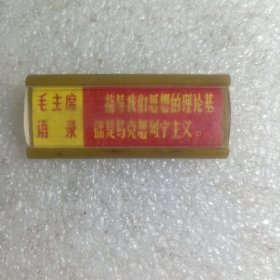 毛主席
语录
指导我们思想的理论基
础是马克思列宁主义。